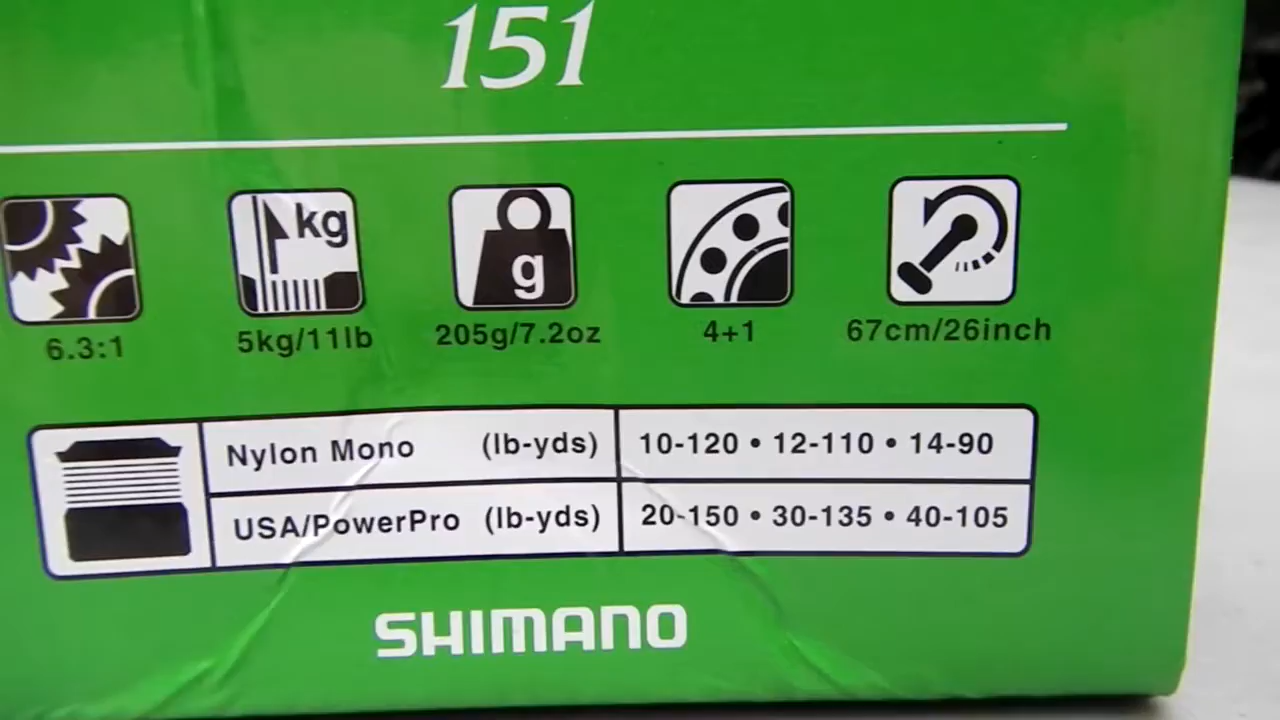 151
kg
g
6.3:1 5kg/11lb 205g/7.2oz 4+1 67cm/26inch
Nylon Mono (lb-yds) 10-120 • 12-110 • 14-90
USA/PowerPro (lb-yds) 20-150 • 30-135 • 40-105
SHIMANO